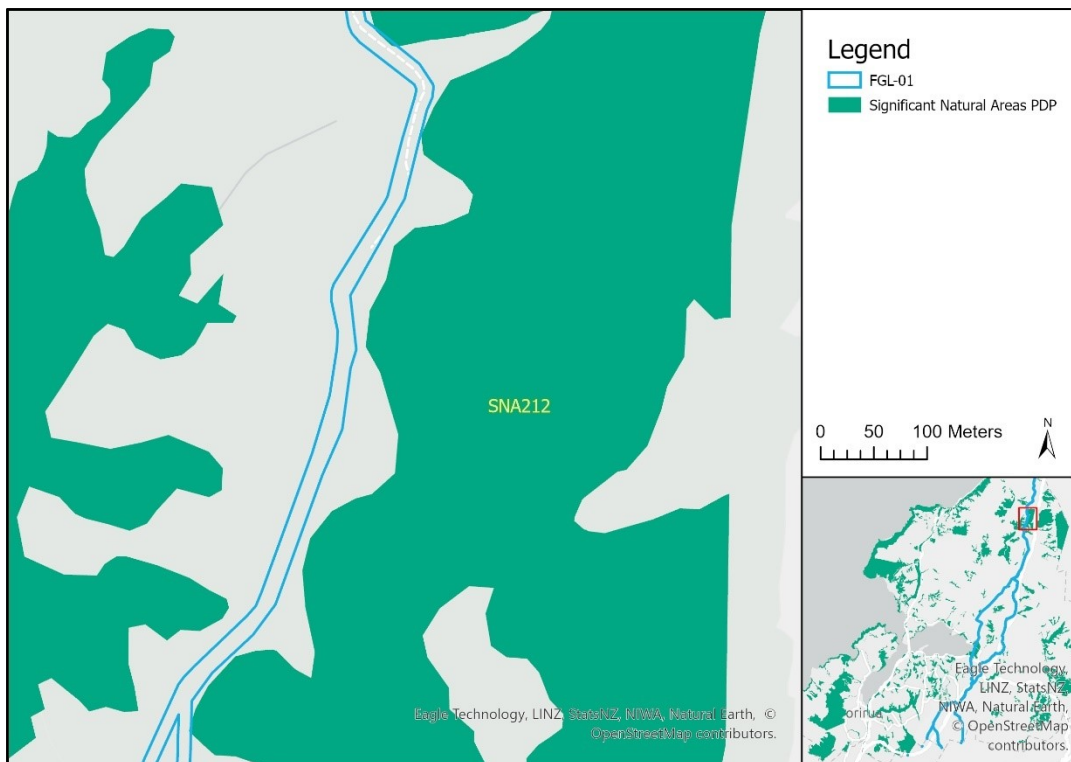 Legend
FGL-01
Significant Natural Areas PDP
SNA212
0 50 100 Meters
N
Eagle Technology, LINZ, StatsNZ, NIWA, Natural Earth, ©
OpenStreetMap contributors.
Eagle Technology,
LINZ, StatsNZ,
NIWA, Natural Earth,
© OpenStreetMap
contributors.
orirua